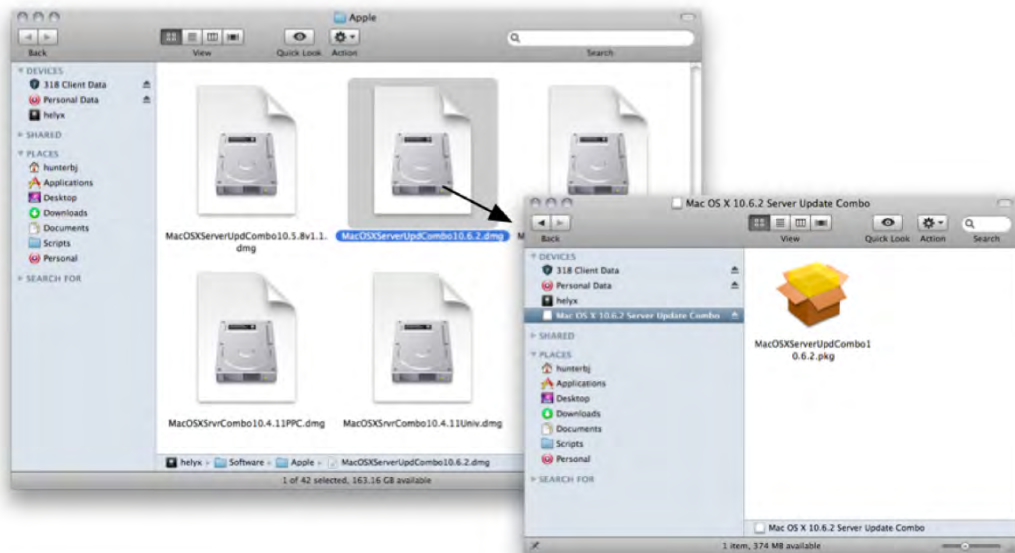 Apple
Back
View
Quick Look
Action
Search
DEVICES
318 Client Data
Personal Data
helyx
SHARED
PLACES
hunterbj
Applications
Desktop
Downloads
Documents
Scripts
Personal
SEARCH FOR
MacOSXServerUpdCombo10.5.8v1.1.
dmg
MacOSXServerUpdCombo10.6.2.dmg
M
MacOSXSrvrCombo10.4.11PPC.dmg
MacOSXSrvrCombo10.4.11Univ.dmg
helyx
Software
Apple
MacOSXServerUpdCombo10.6.2.dmg
1 of 42 selected, 163.16 GB available
Mac OS X 10.6.2 Server Update Combo
Back
View
Quick Look
Action
Search
DEVICES
318 Client Data
Personal Data
helyx
Mac OS X 10.6.2 Server Update Combo
SHARED
PLACES
hunterbj
Applications
Desktop
Downloads
Documents
Scripts
Personal
SEARCH FOR
MacOSXServerUpdCombo1
0.6.2.pkg
Mac OS X 10.6.2 Server Update Combo
1 item, 374 MB available